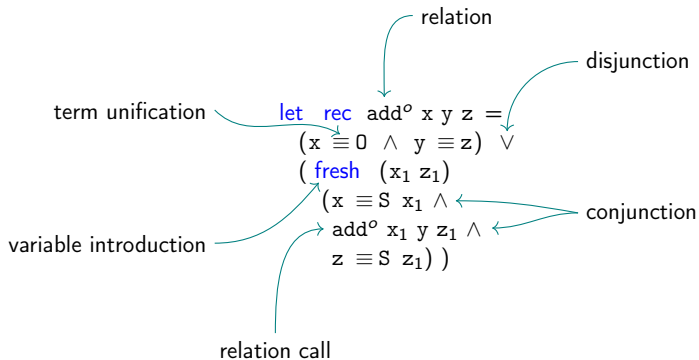 relation
disjunction
term unification
let rec addᵒ x y z =
(x ≡ O ∧ y ≡ z) ∨
( fresh (x₁ z₁)
(x ≡ S x₁ ∧
conjunction
addᵒ x₁ y z₁ ∧
variable introduction
z ≡ S z₁) )
relation call